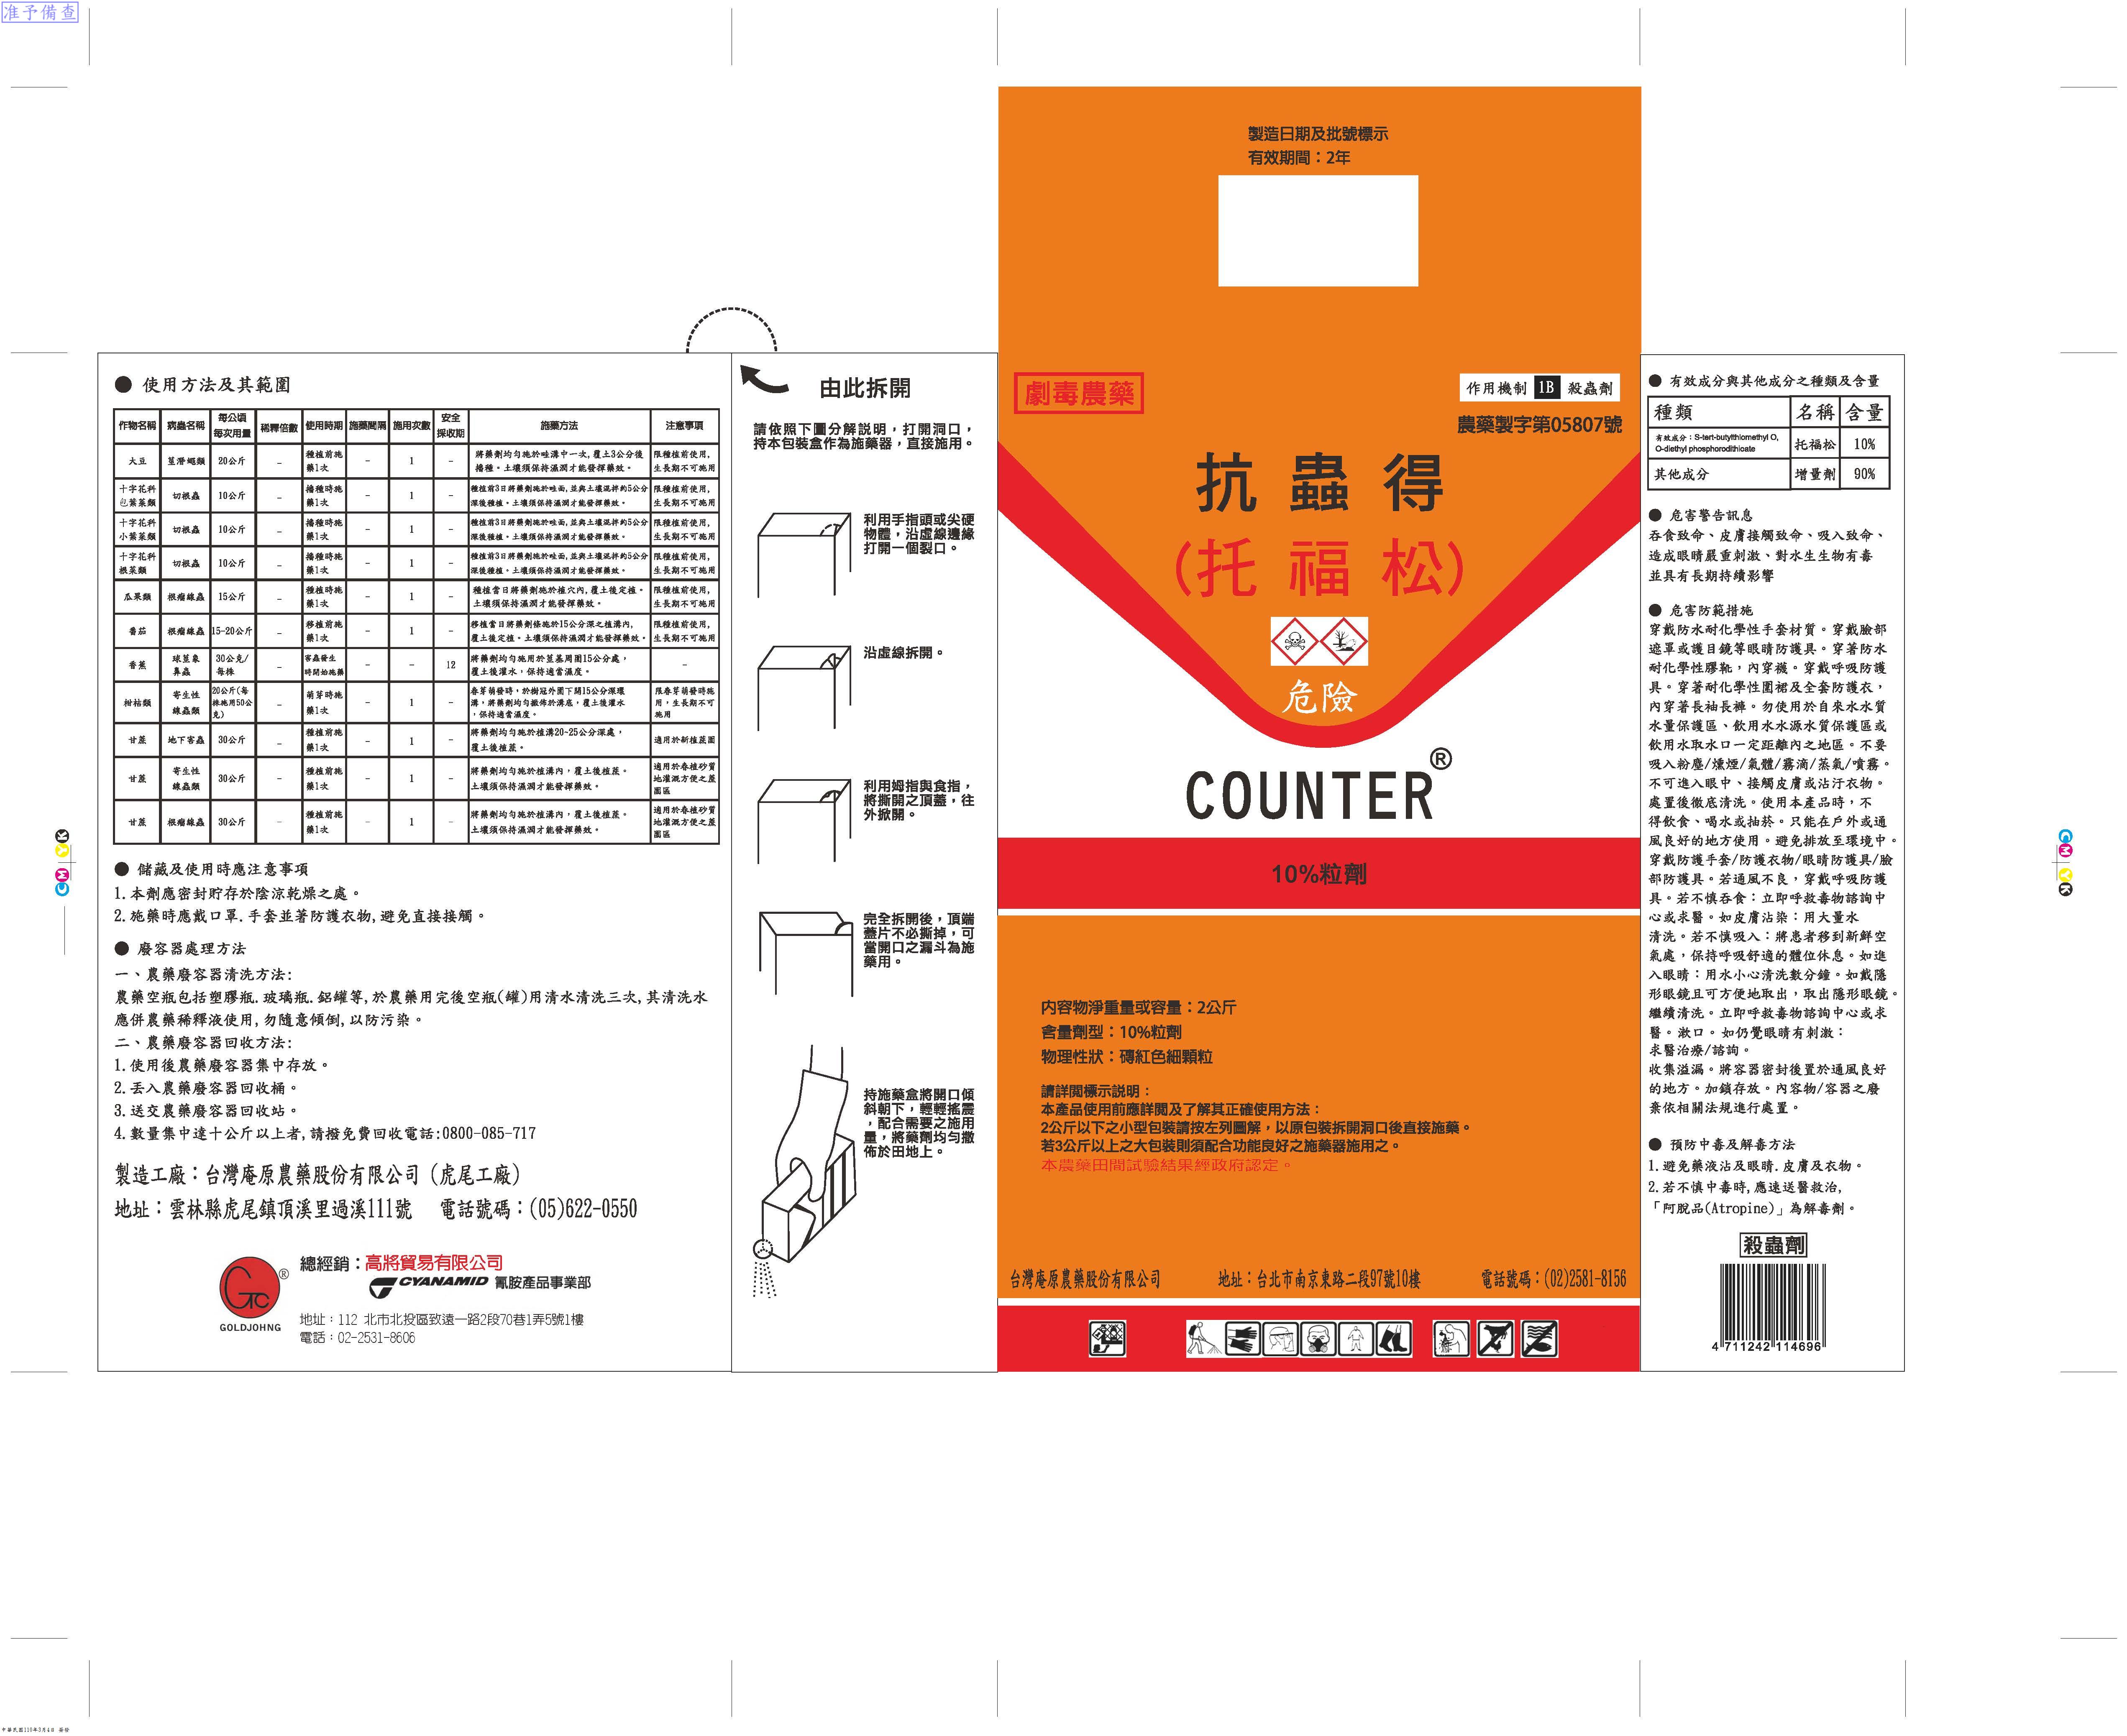 准予備查
● 使用方法及其範圍
作物名稱 病蟲名稱 每公頃每次用量 稀釋倍數 使用時期 施藥間隔 施用次數 安全採收期 施藥方法 注意事項
大豆 莖潛蠅類 20公斤 - 種植前施藥1次 - 1 - 將藥劑均勻施於畦溝中一次,覆土3公分後播種。土壤須保持濕潤才能發揮藥效。 限種植前使用,生長期不可施用
十字花科包葉菜類 切根蟲 10公斤 - 播種時施藥1次 - 1 - 種植前3日將藥劑施於畦面,並與土壤混拌約5公分深後種植。土壤須保持濕潤才能發揮藥效。 限種植前使用,生長期不可施用
十字花科小葉菜類 切根蟲 10公斤 - 播種時施藥1次 - 1 - 種植前3日將藥劑施於畦面,並與土壤混拌約5公分深後種植。土壤須保持濕潤才能發揮藥效。 限種植前使用,生長期不可施用
十字花科根菜類 切根蟲 10公斤 - 播種時施藥1次 - 1 - 種植前3日將藥劑施於畦面,並與土壤混拌約5公分深後種植。土壤須保持濕潤才能發揮藥效。 限種植前使用,生長期不可施用
瓜果類 根瘤線蟲 15公斤 - 種植時施藥1次 - 1 - 種植當日將藥劑施於植穴內,覆土後定植。土壤須保持濕潤才能發揮藥效。 限種植前使用,生長期不可施用
番茄 根瘤線蟲 15-20公斤 - 移植前施藥1次 - 1 - 移植當日將藥劑條施於15公分深之植溝內,覆土後定植。土壤須保持濕潤才能發揮藥效。 限種植前使用,生長期不可施用
香蕉 球莖象鼻蟲 30公克/每株 - 害蟲發生時開始施藥 - - 12 將藥劑均勻施用於莖基周圍15公分處,覆土後灌水,保持適當濕度。 -
柑桔類 寄生性線蟲類 20公斤(每株施用50公克) - 萌芽時施藥1次 - 1 - 春芽萌發時,於樹冠外圍下開15公分深環溝,將藥劑均勻撒佈於溝底,覆土後灌水,保持適當濕度。 限春芽萌發時施用,生長期不可施用
甘蔗 地下害蟲 30公斤 - 種植前施藥1次 - 1 - 將藥劑均勻施於植溝20~25公分深處,覆土後植蔗。 適用於新植蔗園
甘蔗 寄生性線蟲類 30公斤 - 種植前施藥1次 - 1 - 將藥劑均勻施於植溝內,覆土後植蔗。土壤須保持濕潤才能發揮藥效。 適用於春植砂質地灌溉方便之蔗園區
甘蔗 根瘤線蟲 30公斤 - 種植前施藥1次 - 1 - 將藥劑均勻施於植溝內,覆土後植蔗。土壤須保持濕潤才能發揮藥效。 適用於春植砂質地灌溉方便之蔗園區
● 儲藏及使用時應注意事項
1.本劑應密封貯存於陰涼乾燥之處。
2.施藥時應戴口罩.手套並著防護衣物,避免直接接觸。
● 廢容器處理方法
一、農藥廢容器清洗方法:
農藥空瓶包括塑膠瓶.玻璃瓶.鋁罐等,於農藥用完後空瓶(罐)用清水清洗三次,其清洗水
應併農藥稀釋液使用,勿隨意傾倒,以防污染。
二、農藥廢容器回收方法:
1.使用後農藥廢容器集中存放。
2.丟入農藥廢容器回收桶。
3.送交農藥廢容器回收站。
4.數量集中達十公斤以上者,請撥免費回收電話:0800-085-717
製造工廠：台灣庵原農藥股份有限公司 (虎尾工廠)
地址：雲林縣虎尾鎮頂溪里過溪111號 電話號碼：(05)622-0550
GTC ®
GOLDJOHNG
總經銷：高將貿易有限公司
CYANAMID 氰胺產品事業部
地址：112 北市北投區致遠一路2段70巷1弄5號1樓
電話：02-2531-8606
由此拆開
請依照下圖分解說明，打開洞口，
持本包裝盒作為施藥器，直接施用。
利用手指頭或尖硬
物體，沿虛線邊緣
打開一個裂口。
沿虛線拆開。
利用姆指與食指，
將撕開之頂蓋，往
外掀開。
完全拆開後，頂端
蓋片不必撕掉，可
當開口之漏斗為施
藥用。
持施藥盒將開口傾
斜朝下，輕輕搖震
，配合需要之施用
量，將藥劑均勻撒
佈於田地上。
製造日期及批號標示
有效期間：2年
劇毒農藥
作用機制 1B 殺蟲劑
農藥製字第05807號
抗蟲得
(托福松)
危險
COUNTER®
10%粒劑
內容物淨重量或容量：2公斤
含量劑型：10%粒劑
物理性狀：磚紅色細顆粒
請詳閱標示說明：
本產品使用前應詳閱及了解其正確使用方法：
2公斤以下之小型包裝請按左列圖解，以原包裝拆開洞口後直接施藥。
若3公斤以上之大包裝則須配合功能良好之施藥器施用之。
本農藥田間試驗結果經政府認定。
台灣庵原農藥股份有限公司 地址：台北市南京東路二段97號10樓 電話號碼：(02)2581-8156
● 有效成分與其他成分之種類及含量
種類 名稱 含量
有效成分：S-tert-butylthiomethyl O,O-diethyl phosphorodithioate 托福松 10%
其他成分 增量劑 90%
● 危害警告訊息
吞食致命、皮膚接觸致命、吸入致命、
造成眼睛嚴重刺激、對水生生物有毒
並具有長期持續影響
● 危害防範措施
穿戴防水耐化學性手套材質。穿戴臉部
遮罩或護目鏡等眼睛防護具。穿著防水
耐化學性膠靴，內穿襪。穿戴呼吸防護
具。穿著耐化學性圍裙及全套防護衣，
內穿著長袖長褲。勿使用於自來水水質
水量保護區、飲用水水源水質保護區或
飲用水取水口一定距離內之地區。不要
吸入粉塵/燻煙/氣體/霧滴/蒸氣/噴霧。
不可進入眼中、接觸皮膚或沾汙衣物。
處置後徹底清洗。使用本產品時，不
得飲食、喝水或抽菸。只能在戶外或通
風良好的地方使用。避免排放至環境中。
穿戴防護手套/防護衣物/眼睛防護具/臉
部防護具。若通風不良，穿戴呼吸防護
具。若不慎吞食：立即呼救毒物諮詢中
心或求醫。如皮膚沾染：用大量水
清洗。若不慎吸入：將患者移到新鮮空
氣處，保持呼吸舒適的體位休息。如進
入眼睛：用水小心清洗數分鐘。如戴隱
形眼鏡且可方便地取出，取出隱形眼鏡。
繼續清洗。立即呼救毒物諮詢中心或求
醫。漱口。如仍覺眼睛有刺激：
求醫治療/諮詢。
收集溢漏。將容器密封後置於通風良好
的地方。加鎖存放。內容物/容器之廢
棄依相關法規進行處置。
● 預防中毒及解毒方法
1.避免藥液沾及眼睛.皮膚及衣物。
2.若不慎中毒時,應速送醫救治,
「阿脫品(Atropine)」為解毒劑。
殺蟲劑
4 711242 114696
C M Y K
C M Y K